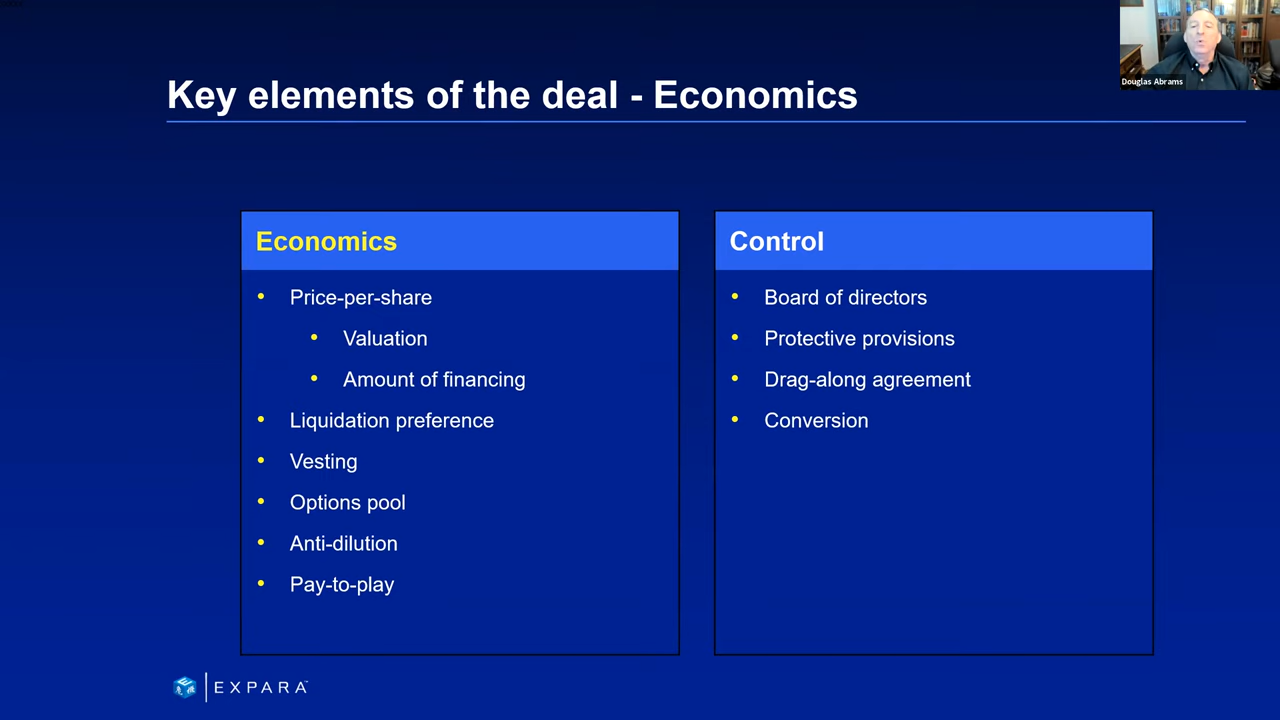 Douglas Abrams
Key elements of the deal - Economics
Economics
• Price-per-share
• Valuation
• Amount of financing
• Liquidation preference
• Vesting
• Options pool
• Anti-dilution
• Pay-to-play
Control
• Board of directors
• Protective provisions
• Drag-along agreement
• Conversion
EXPARA™